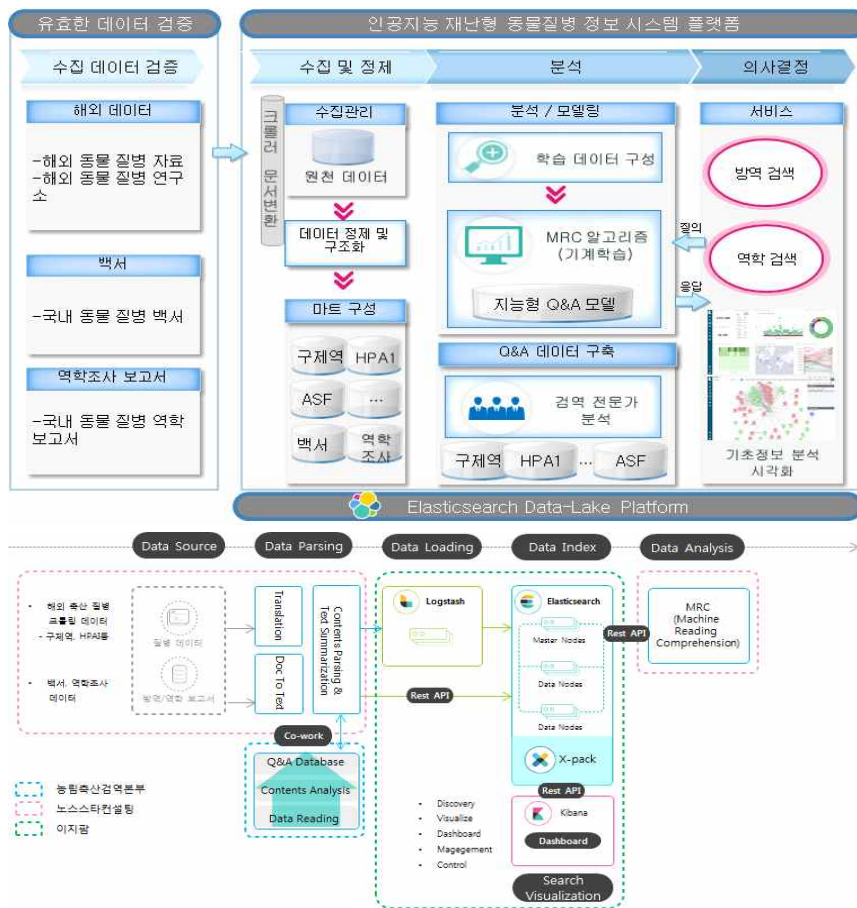 유효한 데이터 검증
인공지능 재난형 동물질병 정보 시스템 플랫폼
수집 데이터 검증
수집 및 정제
분석
의사결정
해외 데이터
-해외 동물 질병 자료
-해외 동물 질병 연구
소
백서
-국내 동물 질병 백서
역학조사 보고서
-국내 동물 질병 역학
보고서
크롤러 문서변환
수집관리
원천 데이터
데이터 정제 및
구조화
마트 구성
구제역
HPA1
ASF
...
백서
역학
조사
분석 / 모델링
학습 데이터 구성
MRC 알고리즘
(기계학습)
지능형 Q&A 모델
Q&A 데이터 구축
검역 전문가
분석
구제역
HPA1
...
ASF
질의
응답
서비스
방역 검색
역학 검색
기초정보 분석
시각화
Elasticsearch Data-Lake Platform
Data Source
Data Parsing
Data Loading
Data Index
Data Analysis
• 해외 축산 질병
크롤링 데이터
- 구제역, HPAI등
• 백서, 역학조사
데이터
질병 데이터
방역/역학 보고서
Translation
Doc To Text
Contents Parsing &
Text Summarization
Co-work
Q&A Database
Contents Analysis
Data Reading
Logstash
Rest API
Elasticsearch
Master Nodes
Data Nodes
Data Nodes
X-pack
Rest API
Kibana
Dashboard
Search
Visualization
Rest API
MRC
(Machine
Reading
Comprehension)
• Discovery
• Visualize
• Dashboard
• Magegement
• Control
농림축산검역본부
노스스타컨설팅
이지팜